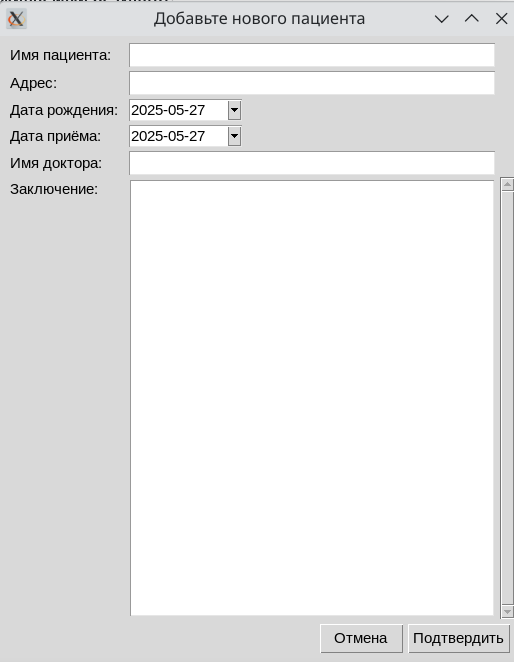 Добавьте нового пациента
Имя пациента:
Адрес:
Дата рождения: 2025-05-27
Дата приёма: 2025-05-27
Имя доктора:
Заключение:
Отмена Подтвердить